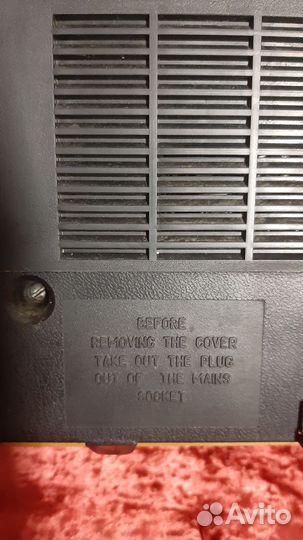 BEFORE
REMOVING THE COVER
TAKE OUT THE PLUG
OUT OF THE MAINS
SOCKET
Avito